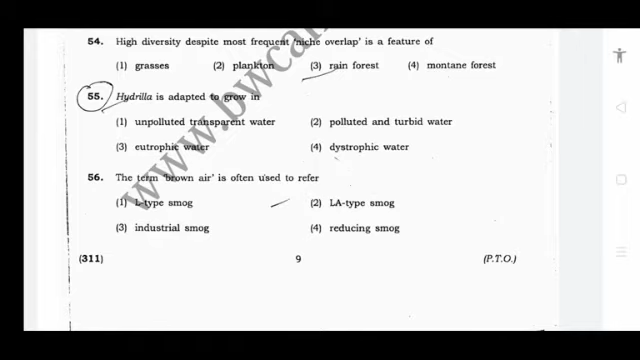 54. High diversity despite most frequent 'niche overlap' is a feature of
(1) grasses (2) plankton (3) rain forest (4) montane forest
55. Hydrilla is adapted to grow in
(1) unpolluted transparent water (2) polluted and turbid water
(3) eutrophic water (4) dystrophic water
56. The term 'brown air' is often used to refer
(1) L-type smog (2) LA-type smog
(3) industrial smog (4) reducing smog
(311) 9 (P.T.O.)
www.bwcam